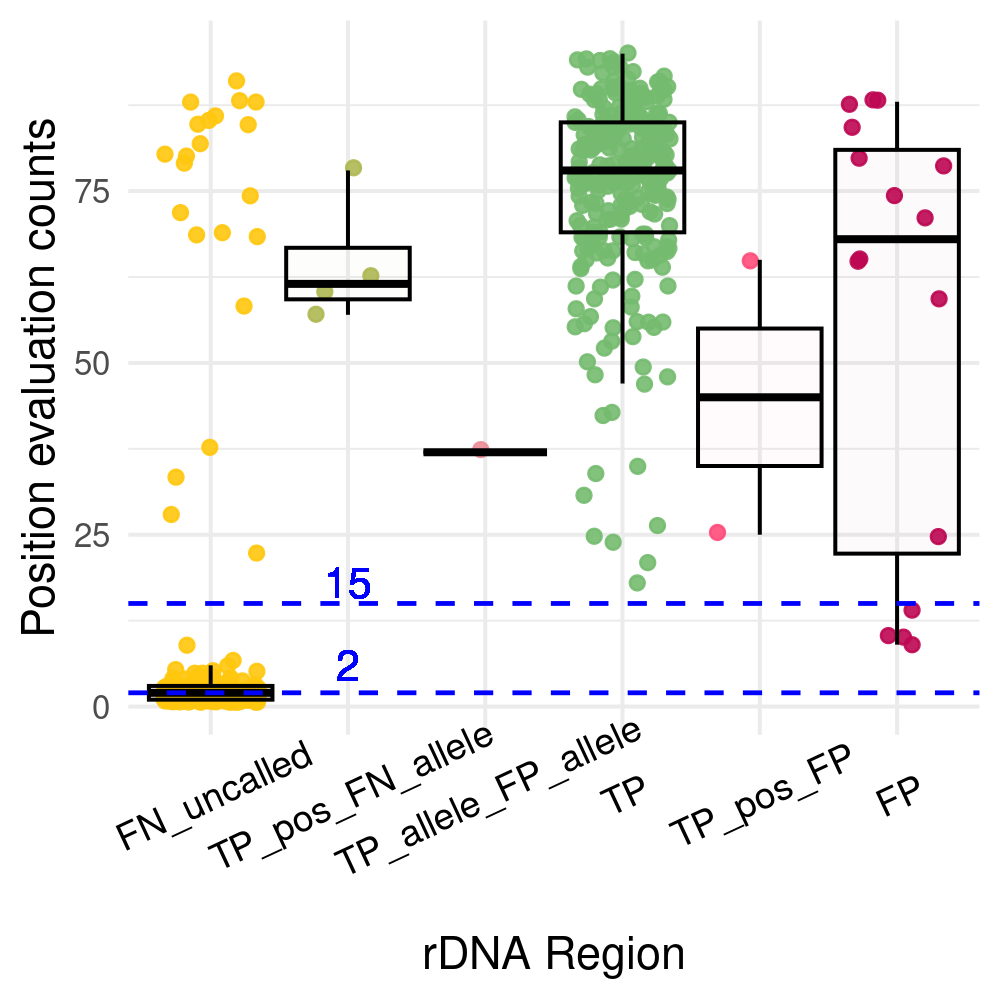 Position evaluation counts
75
50
25
0
15
2
FN_uncalled
TP_pos_FN_allele
TP_allele_FP_allele
TP
TP_pos_FP
FP
rDNA Region